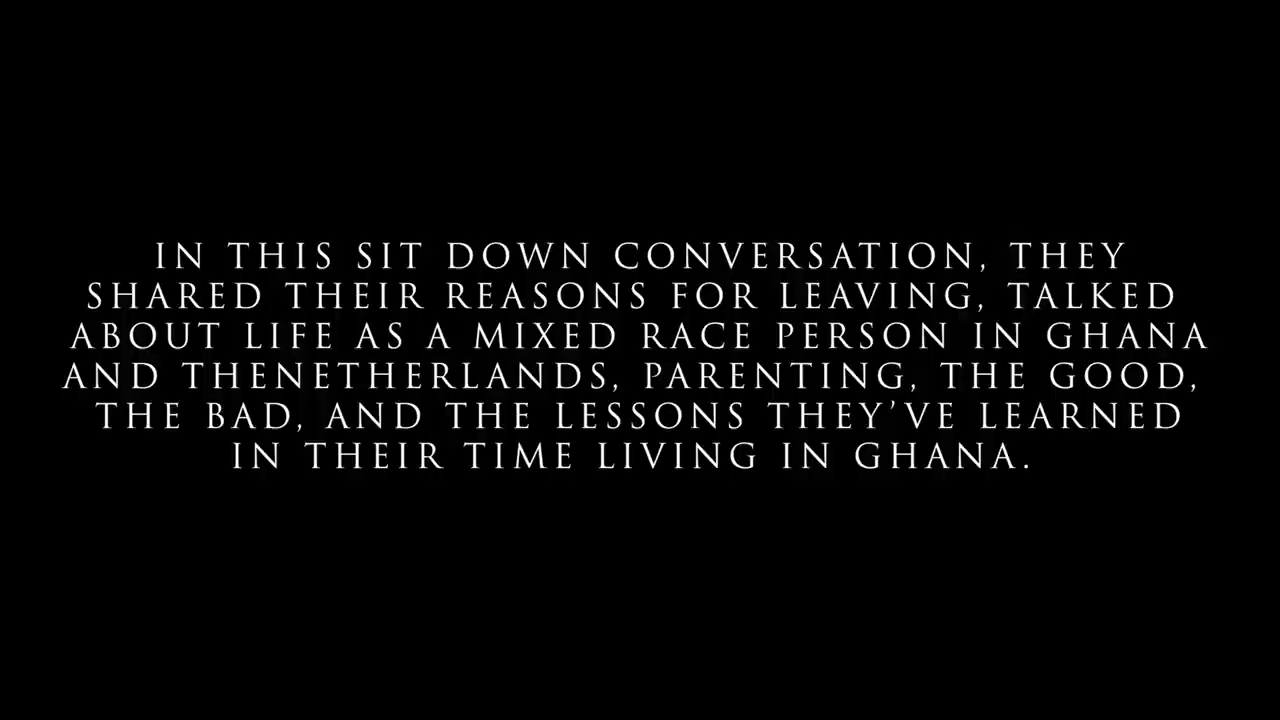 IN THIS SIT DOWN CONVERSATION, THEY
SHARED THEIR REASONS FOR LEAVING, TALKED
ABOUT LIFE AS A MIXED RACE PERSON IN GHANA
AND THENETHERLANDS, PARENTING, THE GOOD,
THE BAD, AND THE LESSONS THEY’VE LEARNED
IN THEIR TIME LIVING IN GHANA.